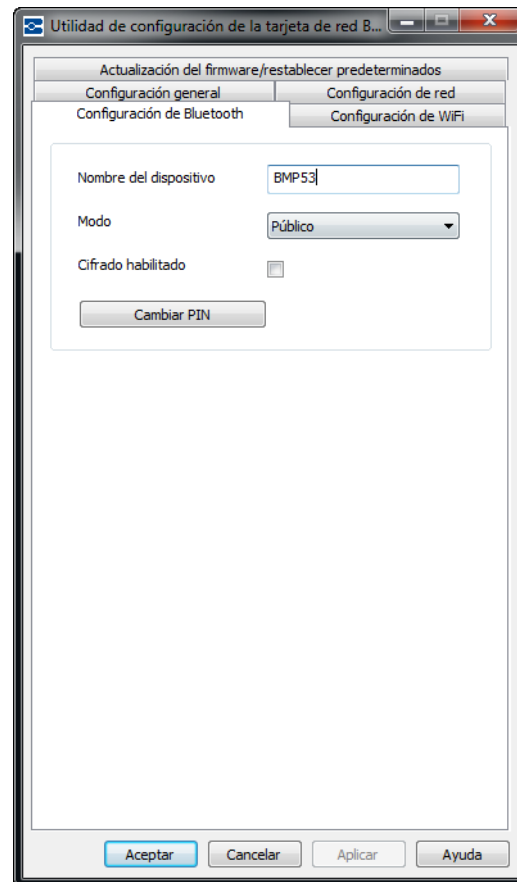 Utilidad de configuración de la tarjeta de red B...
Actualización del firmware/restablecer predeterminados
Configuración general
Configuración de red
Configuración de Bluetooth
Configuración de WiFi
Nombre del dispositivo
BMP53
Modo
Público
Cifrado habilitado
Cambiar PIN
Aceptar
Cancelar
Aplicar
Ayuda